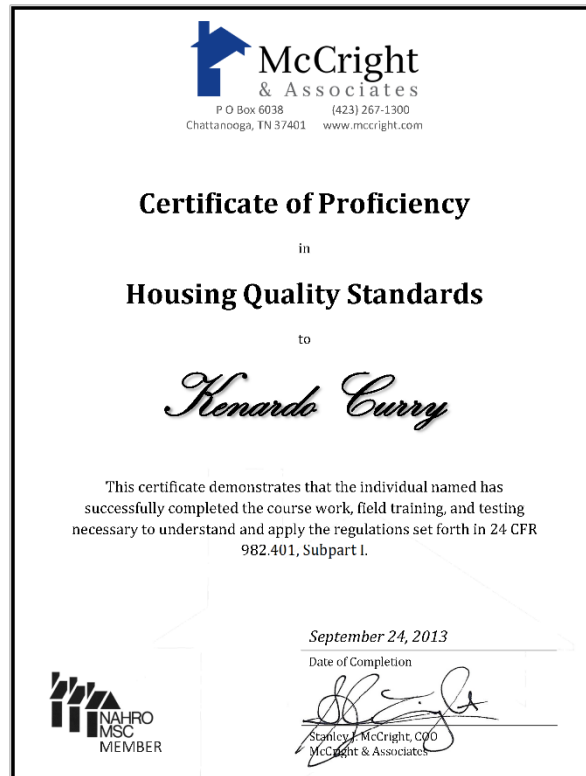 McCright
& Associates
P O Box 6038 (423) 267-1300
Chattanooga, TN 37401 www.mccright.com
Certificate of Proficiency
in
Housing Quality Standards
to
Kenardo Curry
This certificate demonstrates that the individual named has
successfully completed the course work, field training, and testing
necessary to understand and apply the regulations set forth in 24 CFR
982.401, Subpart I.
September 24, 2013
Date of Completion
Stanley J. McCright, COO
McCright & Associates
NAHRO
MSC
MEMBER